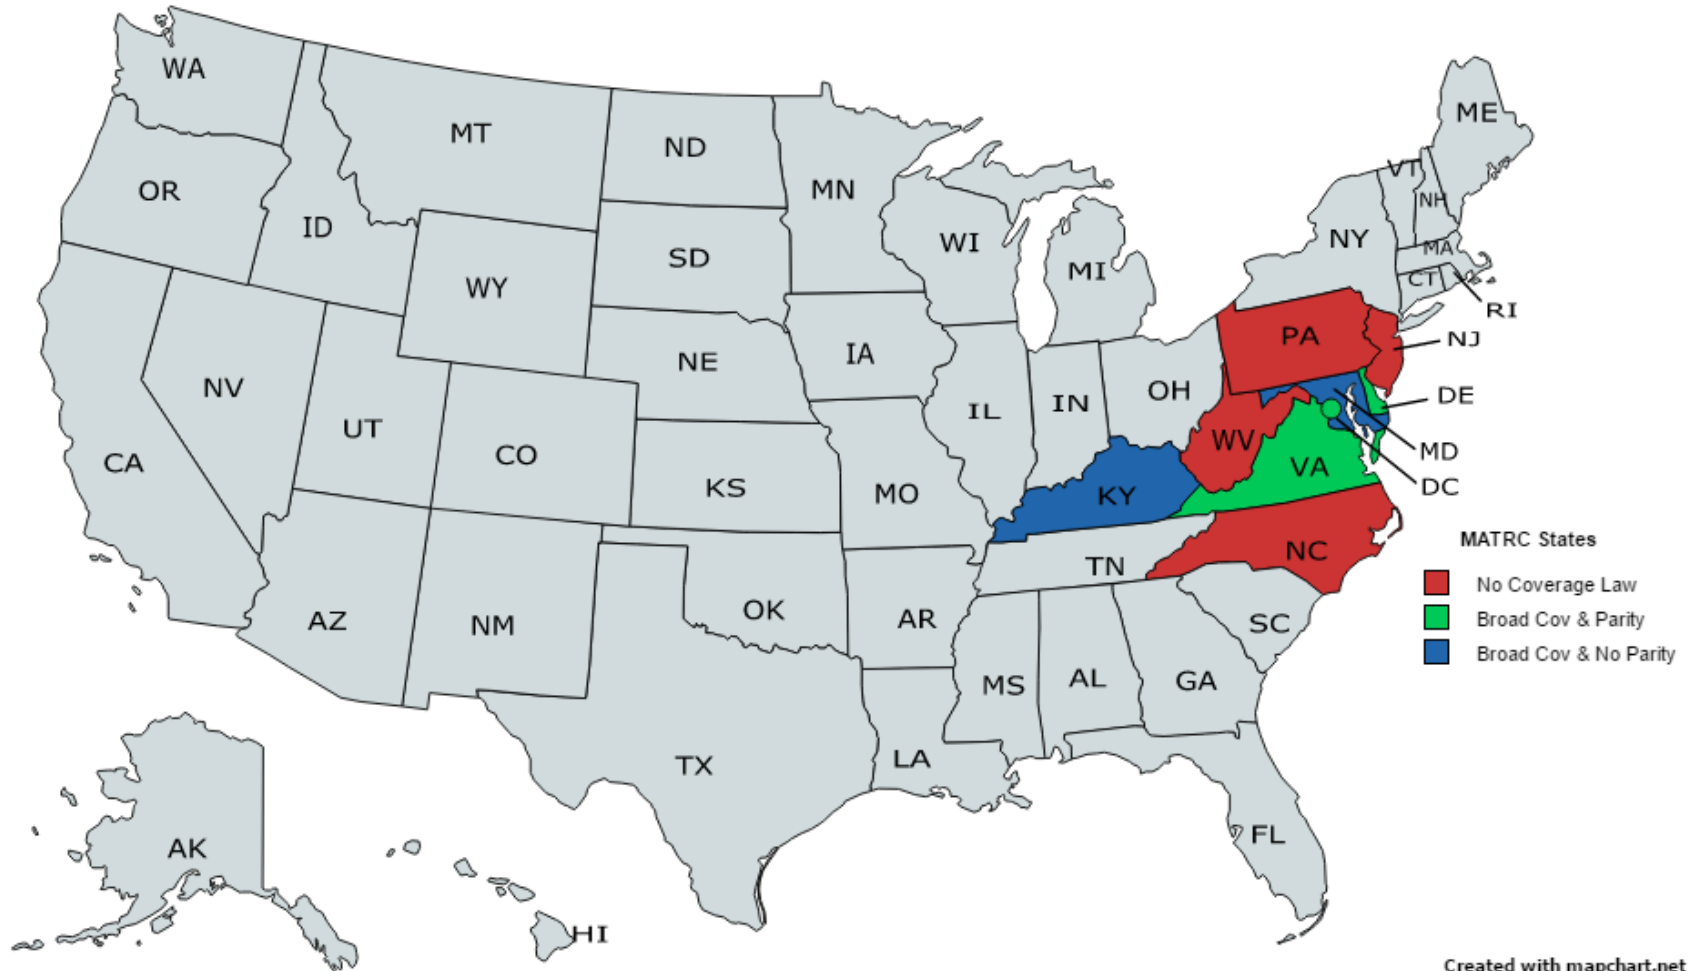 WA
MT
ND
MN
ME
OR
ID
SD
WI
MI
VT
NH
NY
MA
CT
RI
WY
NE
IA
PA
NJ
NV
UT
CO
IL
IN
OH
DE
CA
KS
MO
WV
MD
VA
DC
KY
MATRC States
NC
TN
No Coverage Law
AZ
NM
OK
AR
SC
Broad Cov & Parity
Broad Cov & No Parity
MS
AL
GA
TX
LA
FL
AK
HI
Created with mapchart.net